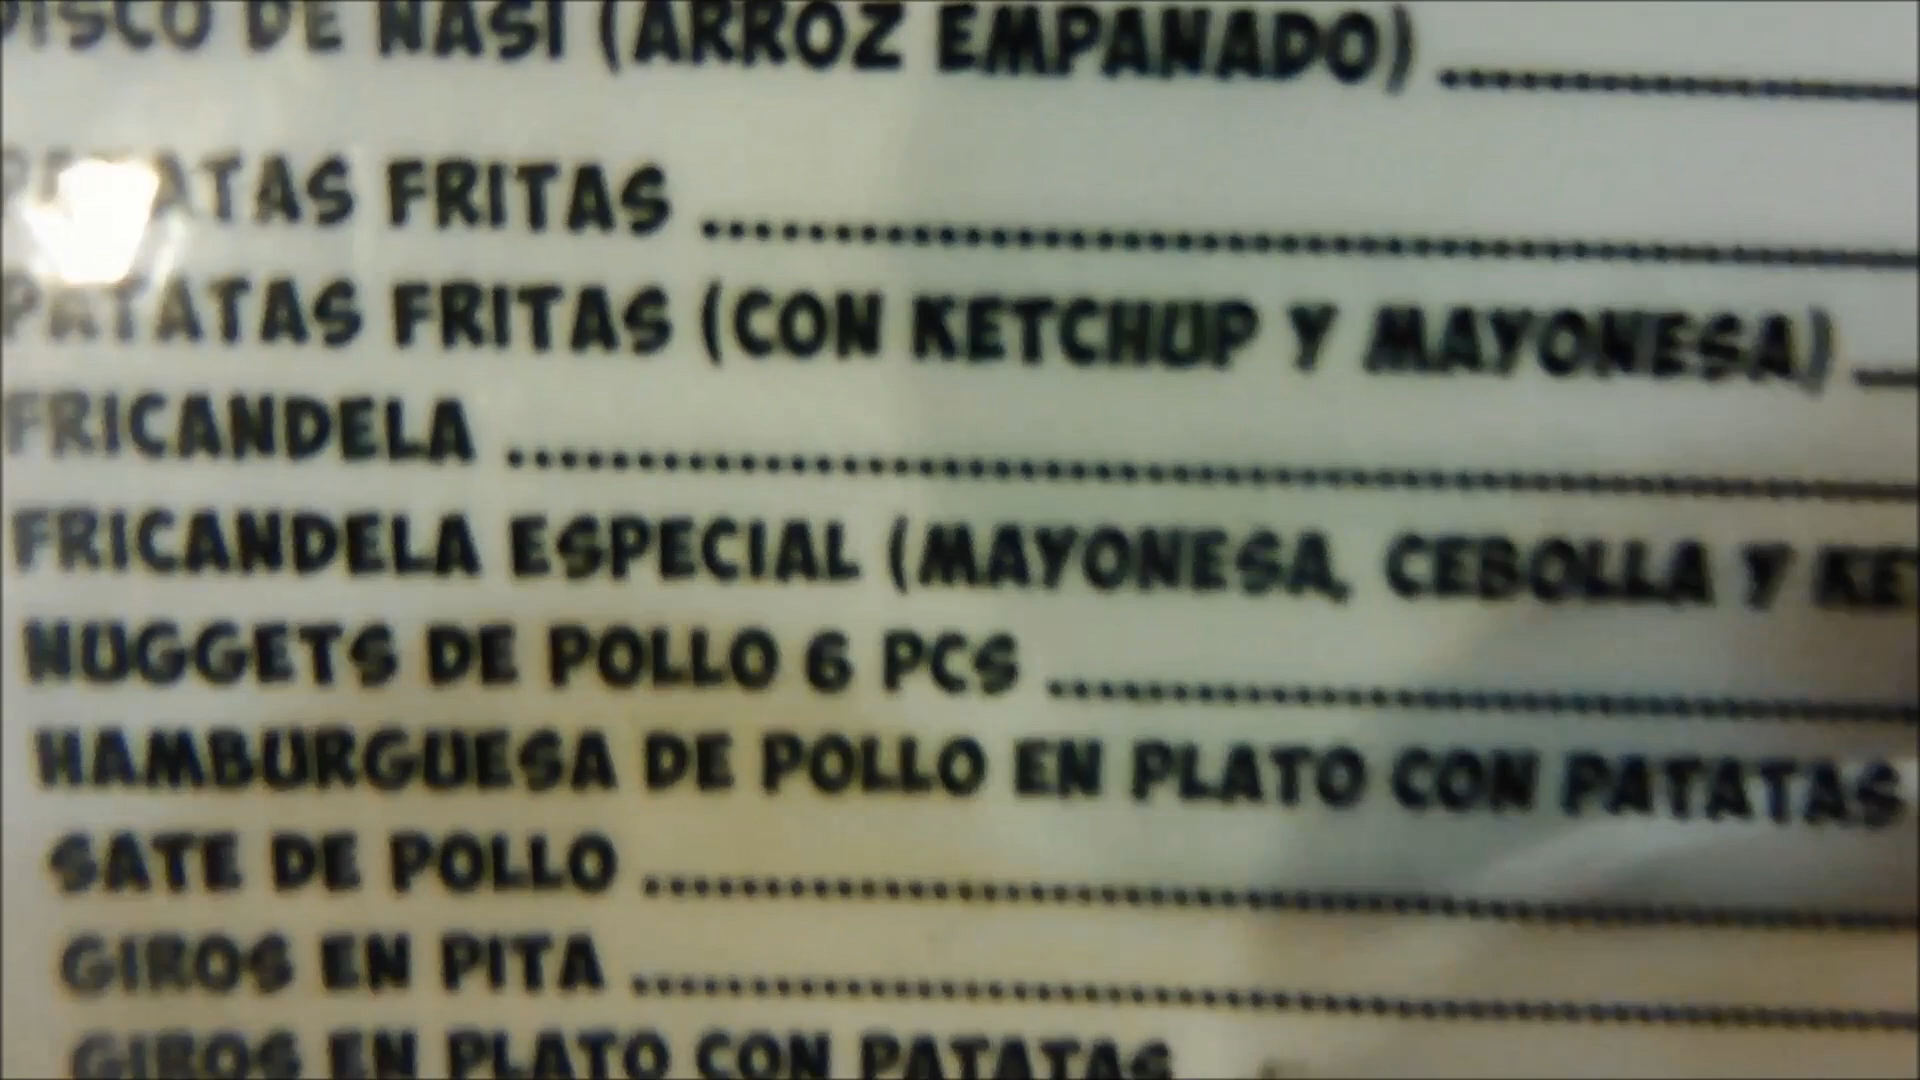 DISCO DE NASI (ARROZ EMPANADO) ........................
PATATAS FRITAS ........................
PATATAS FRITAS (CON KETCHUP Y MAYONESA) ...
FRICANDELA ........................
FRICANDELA ESPECIAL (MAYONESA, CEBOLLA Y KE
NUGGETS DE POLLO 6 PCS ........................
HAMBURGUESA DE POLLO EN PLATO CON PATATAS
SATE DE POLLO ........................
GIROS EN PITA ........................
GIROS EN PLATO CON PATATAS